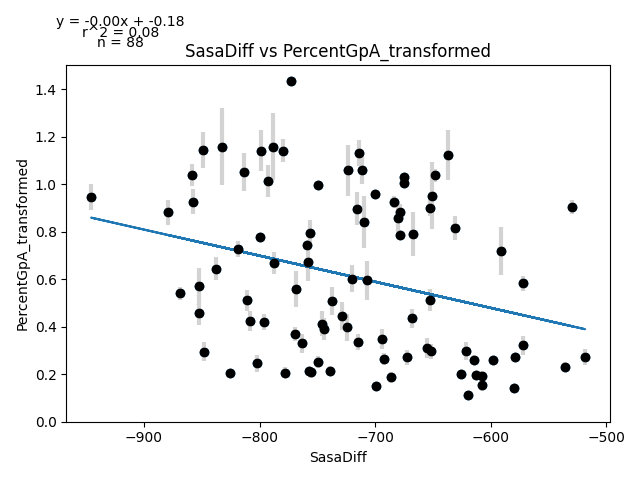 y = -0.00x + -0.18
r^2 = 0.08
n = 88
SasaDiff vs PercentGpA_transformed
PercentGpA_transformed
1.4
1.2
1.0
0.8
0.6
0.4
0.2
0.0
−900
−800
−700
−600
−500
SasaDiff